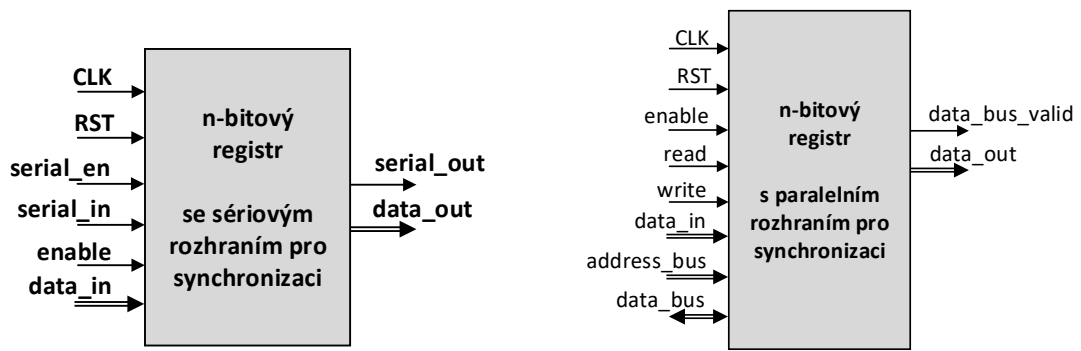 CLK
RST
serial_en
serial_in
enable
data_in
n-bitový
registr
se sériovým
rozhraním pro
synchronizaci
serial_out
data_out
CLK
RST
enable
read
write
data_in
address_bus
data_bus
n-bitový
registr
s paralelním
rozhraním pro
synchronizaci
data_bus_valid
data_out